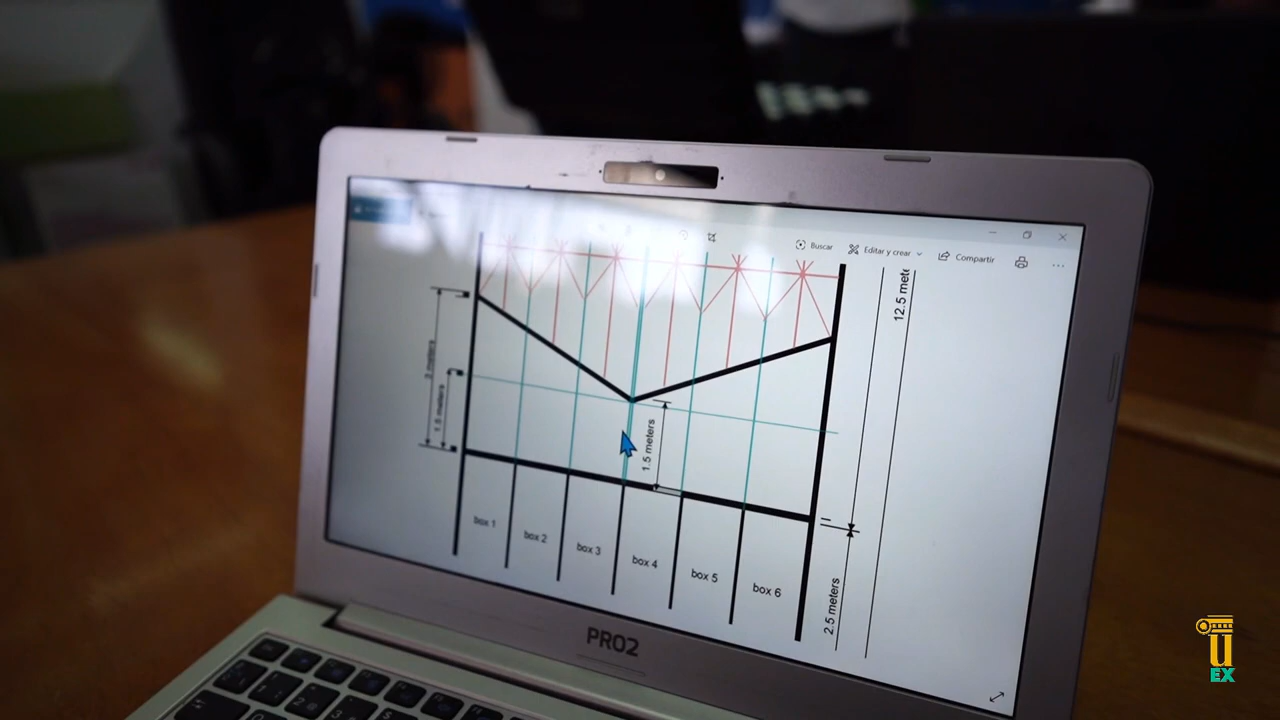 Buscar
Editar y crear
Compartir
12.5 mete
3 meters
1.5 meters
1.5 meters
box 1
box 2
box 3
box 4
box 5
box 6
2.5 meters
PRO2
U
EX